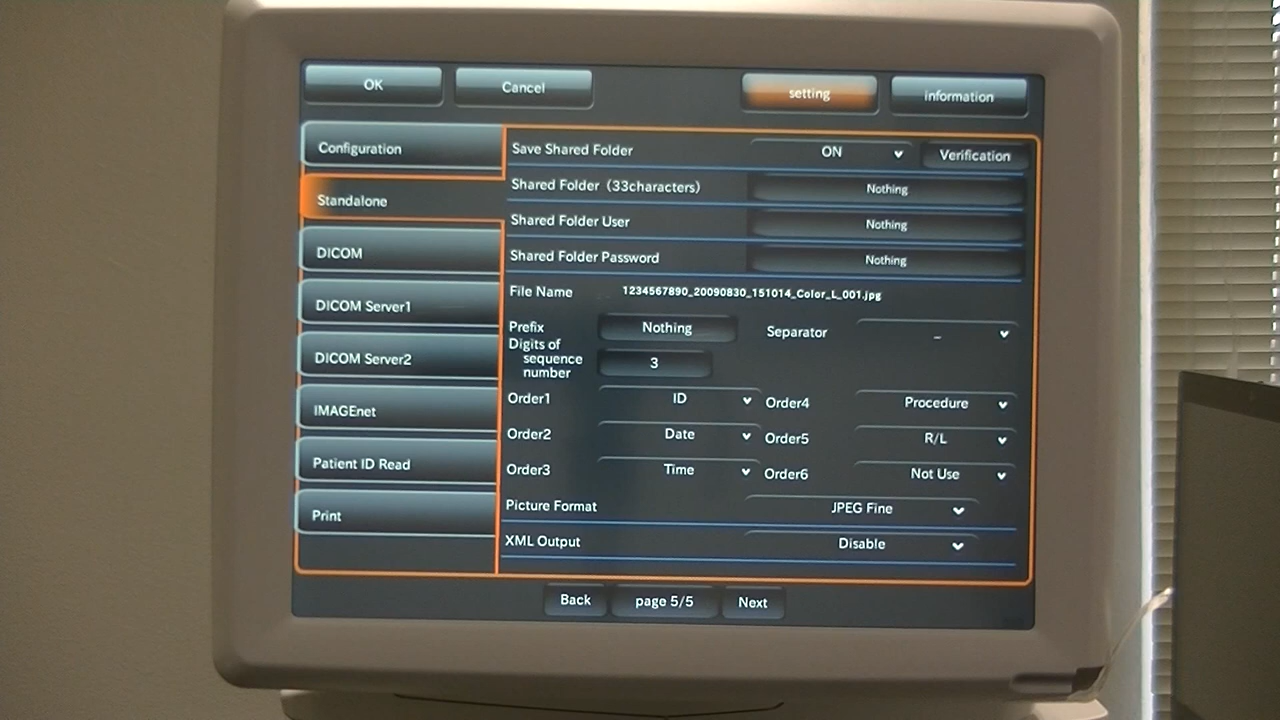 OK Cancel setting information
Configuration
Standalone
DICOM
DICOM Server1
DICOM Server2
IMAGEnet
Patient ID Read
Print
Save Shared Folder ON Verification
Shared Folder (33characters) Nothing
Shared Folder User Nothing
Shared Folder Password Nothing
File Name 1234567890_20090830_151014_Color_L_001.jpg
Prefix Nothing Separator _
Digits of
sequence
number 3
Order1 ID Order4 Procedure
Order2 Date Order5 R/L
Order3 Time Order6 Not Use
Picture Format JPEG Fine
XML Output Disable
Back page 5/5 Next